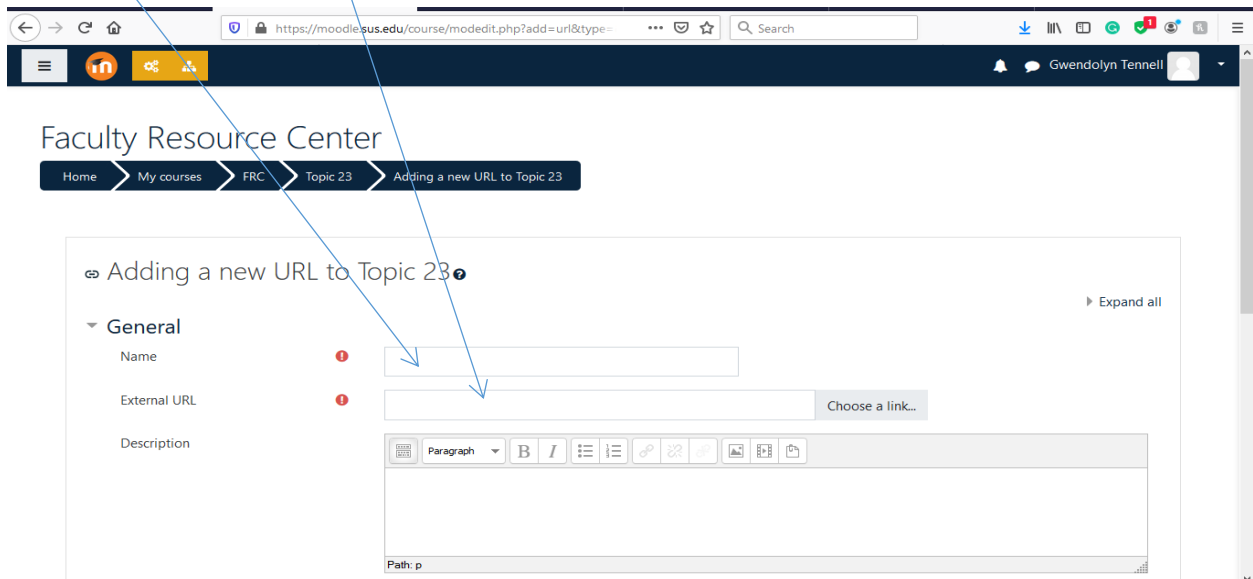 https://moodle.sus.edu/course/modedit.php?add=url&type=
Search
1
Gwendolyn Tennell
Faculty Resource Center
Home My courses FRC Topic 23 Adding a new URL to Topic 23
Adding a new URL to Topic 23
Expand all
General
Name
External URL
Choose a link...
Description
Paragraph B I
Path: p